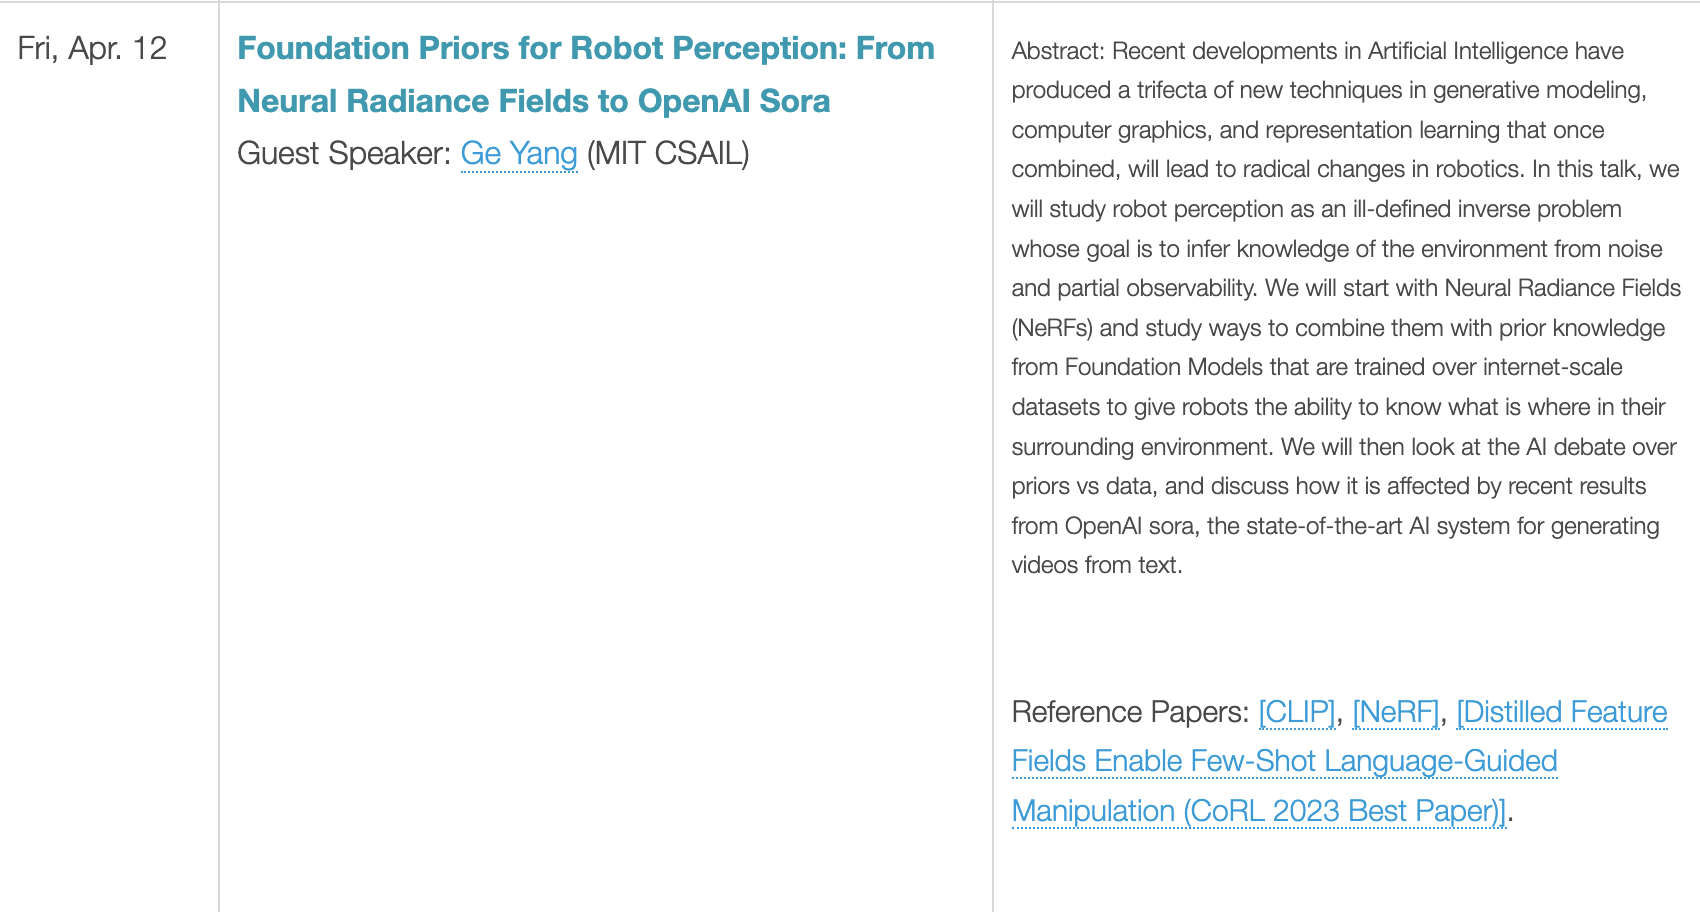 Fri, Apr. 12
Foundation Priors for Robot Perception: From
Neural Radiance Fields to OpenAI Sora
Guest Speaker: Ge Yang (MIT CSAIL)
Abstract: Recent developments in Artificial Intelligence have
produced a trifecta of new techniques in generative modeling,
computer graphics, and representation learning that once
combined, will lead to radical changes in robotics. In this talk, we
will study robot perception as an ill-defined inverse problem
whose goal is to infer knowledge of the environment from noise
and partial observability. We will start with Neural Radiance Fields
(NeRFs) and study ways to combine them with prior knowledge
from Foundation Models that are trained over internet-scale
datasets to give robots the ability to know what is where in their
surrounding environment. We will then look at the AI debate over
priors vs data, and discuss how it is affected by recent results
from OpenAI sora, the state-of-the-art AI system for generating
videos from text.
Reference Papers: [CLIP], [NeRF], [Distilled Feature
Fields Enable Few-Shot Language-Guided
Manipulation (CoRL 2023 Best Paper)].